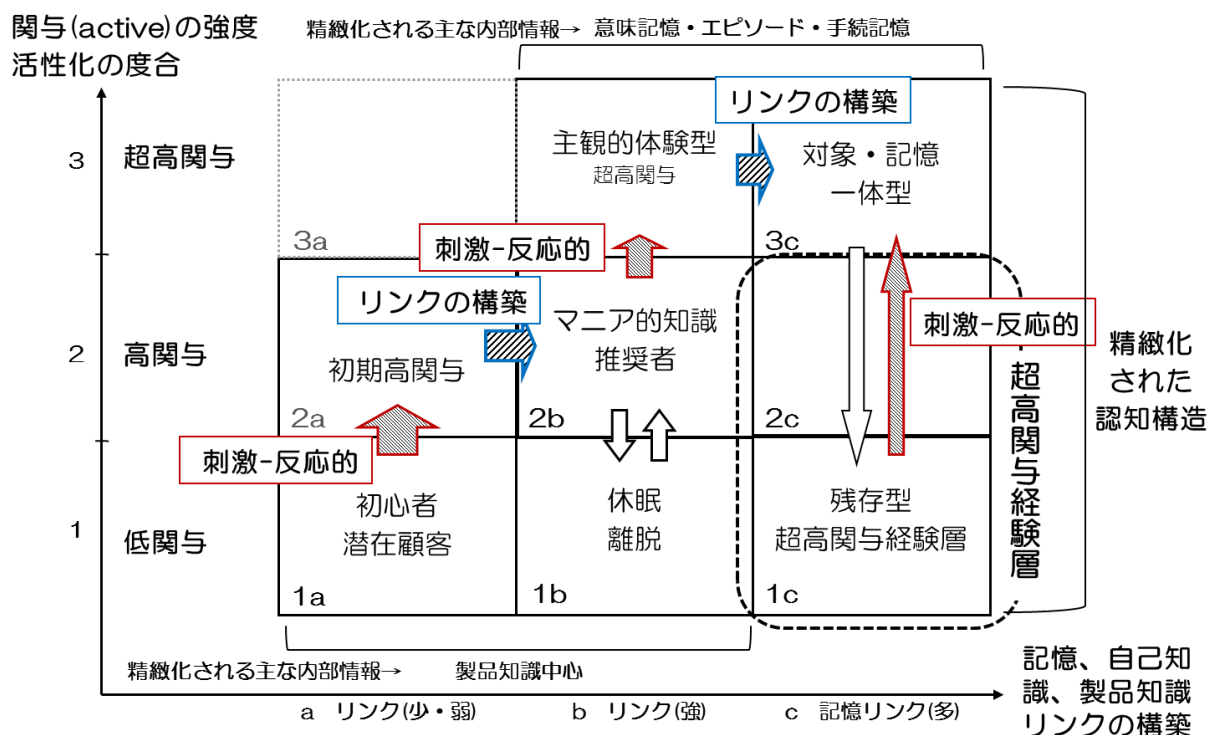 関与(active)の強度
活性化の度合
精緻化される主な内部情報→ 意味記憶・エピソード・手続記憶
リンクの構築
3 超高関与
主観的体験型
超高関与
対象・記憶
一体型
3a
刺激-反応的
3c
リンクの構築
刺激-反応的
2 高関与
初期高関与
マニア的知識
推奨者
精緻化
された
認知構造
2a
2b
2c
刺激-反応的
超高関与経験層
1 低関与
初心者
潜在顧客
休眠
離脱
残存型
超高関与経験層
1a
1b
1c
精緻化される主な内部情報→ 製品知識中心
記憶、自己知
識、製品知識
リンクの構築
a リンク(少・弱)
b リンク(強)
c 記憶リンク(多)